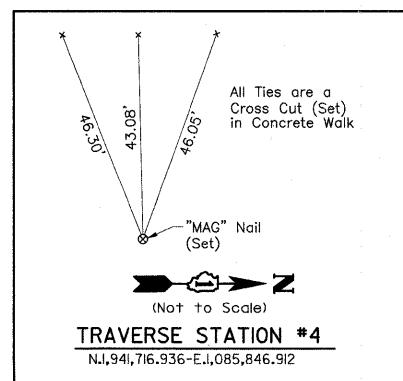 All Ties are a
Cross Cut (Set)
in Concrete Walk
46.30'
43.08'
46.05'
"MAG" Nail
(Set)
N
(Not to Scale)
TRAVERSE STATION #4
N.1,941,716.936-E.1,085,846.912